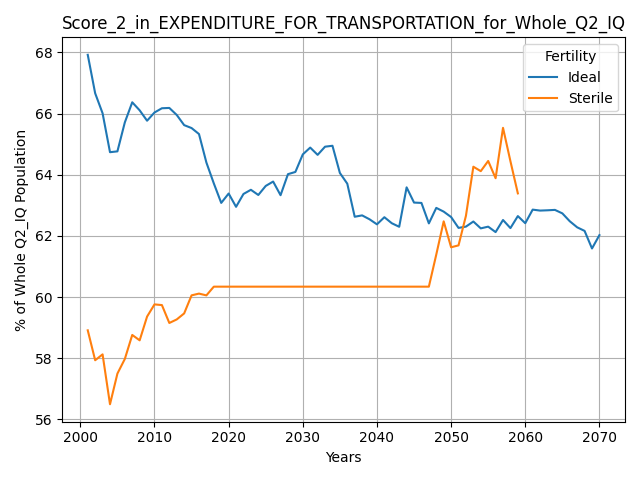 Score_2_in_EXPENDITURE_FOR_TRANSPORTATION_for_Whole_Q2_IQ
Fertility
Ideal
Sterile
% of Whole Q2_IQ Population
68
66
64
62
60
58
56
2000 2010 2020 2030 2040 2050 2060 2070
Years